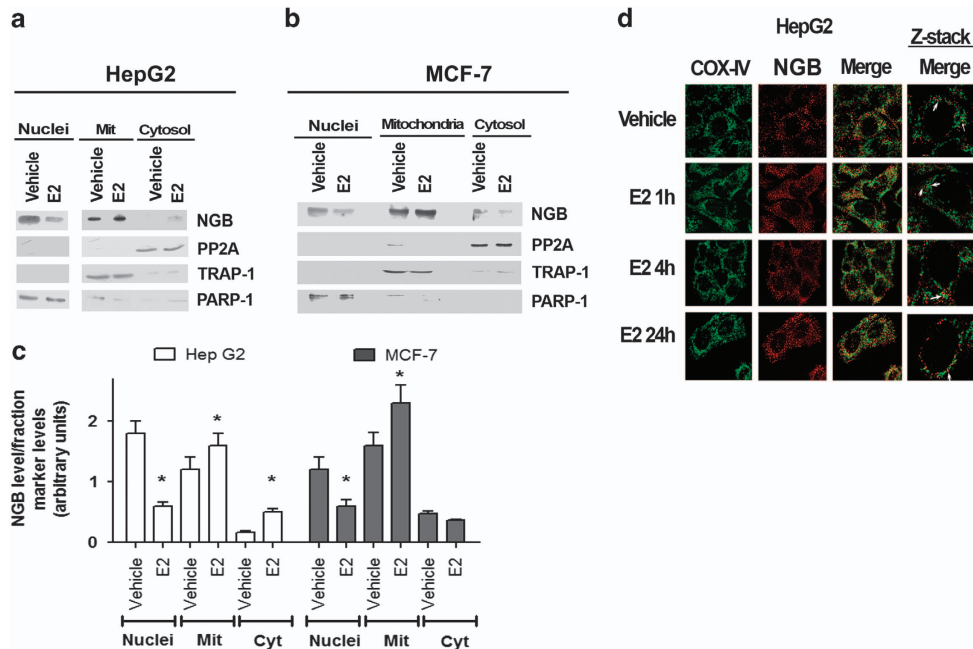 a
HepG2
Nuclei Mit Cytosol
Vehicle E2 Vehicle E2 Vehicle E2
NGB
PP2A
TRAP-1
PARP-1
b
MCF-7
Nuclei Mitochondria Cytosol
Vehicle E2 Vehicle E2 Vehicle E2
NGB
PP2A
TRAP-1
PARP-1
c
Hep G2 MCF-7
NGB level/fraction
marker levels
(arbitrary units)
2
1
0
* * * * *
Vehicle E2 Vehicle E2 Vehicle E2 Vehicle E2 Vehicle E2 Vehicle E2
Nuclei Mit Cyt Nuclei Mit Cyt
d
HepG2
Z-stack
COX-IV NGB Merge Merge
Vehicle
E2 1h
E2 4h
E2 24h